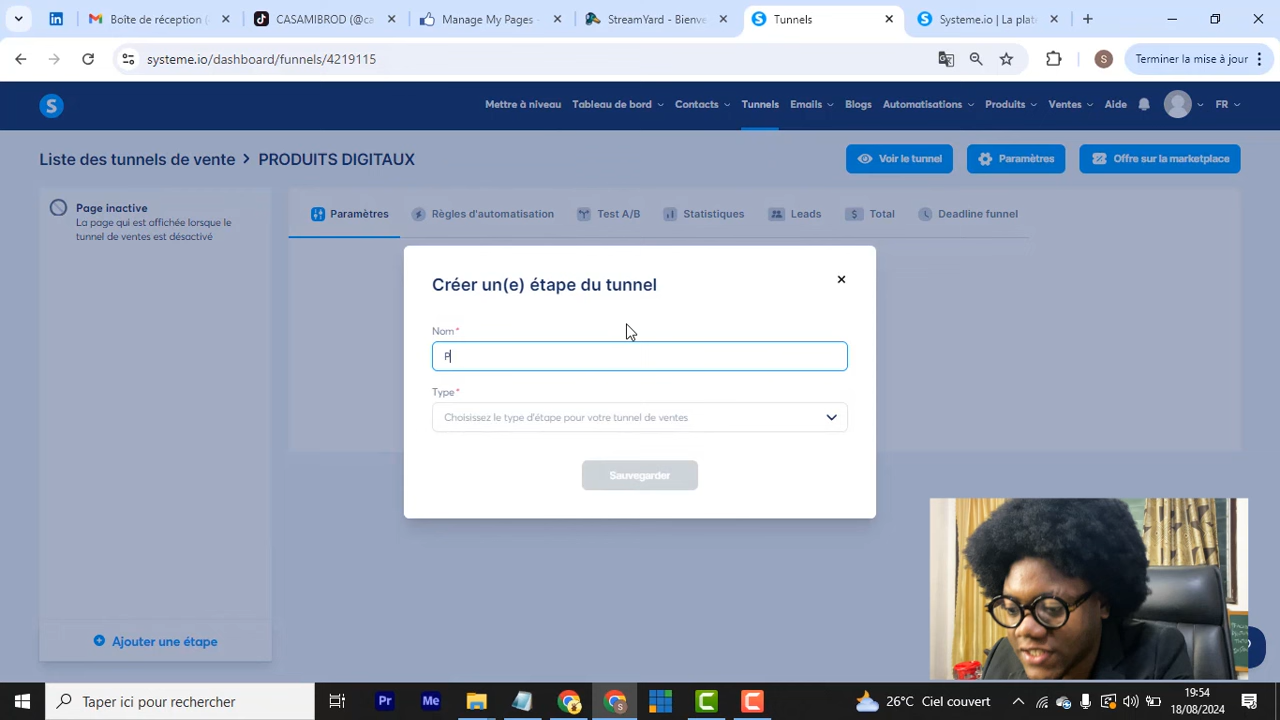 Boîte de réception (
CASAMIBROD (@ca
Manage My Pages -
StreamYard - Bienve
Tunnels
Systeme.io | La plat
systeme.io/dashboard/funnels/4219115
S
Terminer la mise à jour
S
Mettre à niveau
Tableau de bord
Contacts
Tunnels
Emails
Blogs
Automatisations
Produits
Ventes
Aide
FR
Liste des tunnels de vente > PRODUITS DIGITAUX
Voir le tunnel
Paramètres
Offre sur la marketplace
Page inactive
La page qui est affichée lorsque le
tunnel de ventes est désactivé
Paramètres
Règles d'automatisation
Test A/B
Statistiques
Leads
Total
Deadline funnel
Créer un(e) étape du tunnel
Nom*
P
Type*
Choisissez le type d'étape pour votre tunnel de ventes
Sauvegarder
Ajouter une étape
Taper ici pour rechercher
Pr
Me
26°C Ciel couvert
19:54
18/08/2024